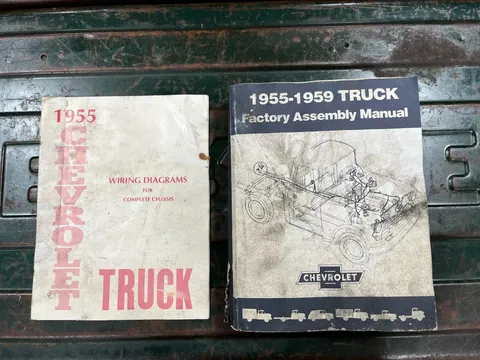 1955
CHEVROLET
WIRING DIAGRAMS
FOR
COMPLETE CHASSIS
TRUCK
1955-1959 TRUCK
Factory Assembly Manual
CHEVROLET